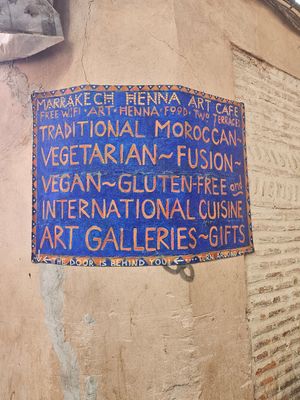 MARRAKECH HENNA ART CAFE
FREE WIFI · ART · HENNA · FOOD · TWO TERRACES
TRADITIONAL MOROCCAN~
VEGETARIAN~FUSION~
VEGAN~GLUTEN-FREE and
INTERNATIONAL CUISINE
ART GALLERIES~GIFTS
THE DOOR IS BEHIND YOU! ← ... TURN AROUND